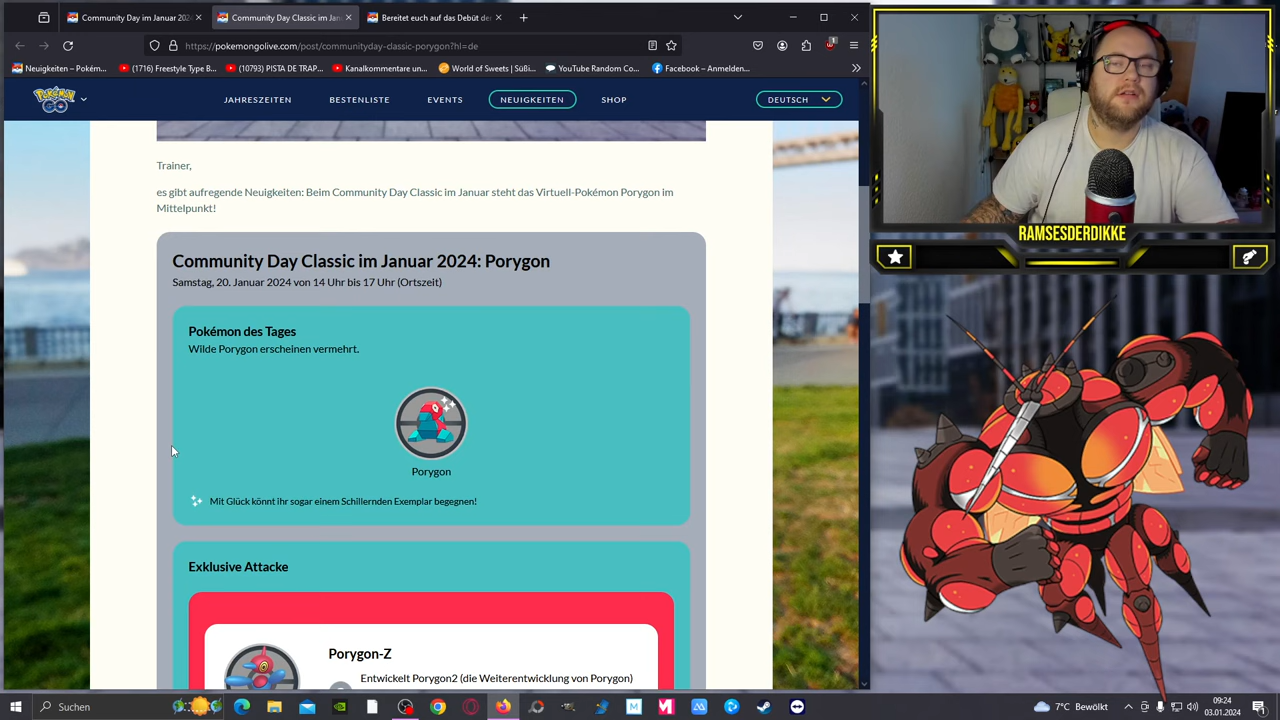 Community Day im Januar 2024
Community Day Classic im Jan
Bereitet euch auf das Debüt der
https://pokemongolive.com/post/communityday-classic-porygon?hl=de
1
Neuigkeiten – Pokém...
(1716) Freestyle Type B...
(10793) PISTA DE TRAP...
Kanalkommentare un...
World of Sweets | Süßi...
YouTube Random Co...
Facebook – Anmelden...
JAHRESZEITEN
BESTENLISTE
EVENTS
NEUIGKEITEN
SHOP
DEUTSCH
Trainer,
es gibt aufregende Neuigkeiten: Beim Community Day Classic im Januar steht das Virtuell-Pokémon Porygon im
Mittelpunkt!
Community Day Classic im Januar 2024: Porygon
Samstag, 20. Januar 2024 von 14 Uhr bis 17 Uhr (Ortszeit)
Pokémon des Tages
Wilde Porygon erscheinen vermehrt.
Porygon
Mit Glück könnt ihr sogar einem Schillernden Exemplar begegnen!
Exklusive Attacke
Porygon-Z
Entwickelt Porygon2 (die Weiterentwicklung von Porygon)
RAMSESDERDIKKE
Suchen
7°C Bewölkt
09:24
03.01.2024